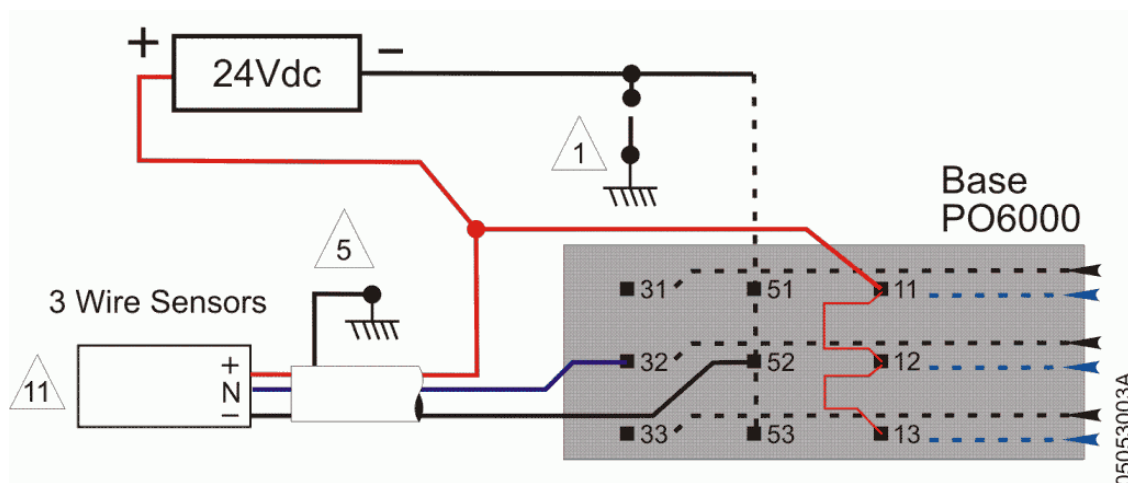 + −
24Vdc
1
Base
PO6000
5
31 51 11
3 Wire Sensors
+
32 52 12
N
11
−
33 53 13
05053003A